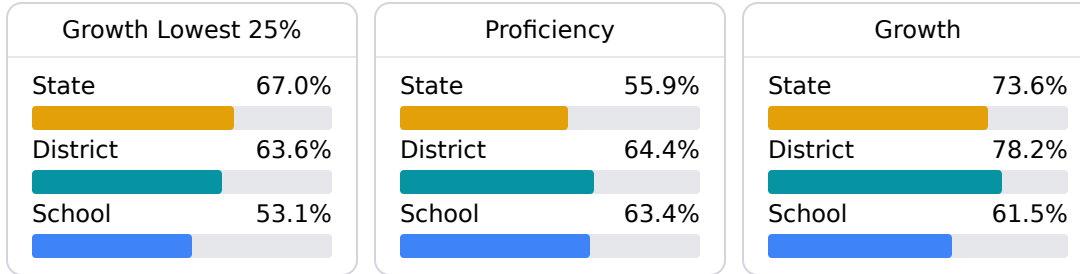 Growth Lowest 25%
State 67.0%
District 63.6%
School 53.1%
Proficiency
State 55.9%
District 64.4%
School 63.4%
Growth
State 73.6%
District 78.2%
School 61.5%